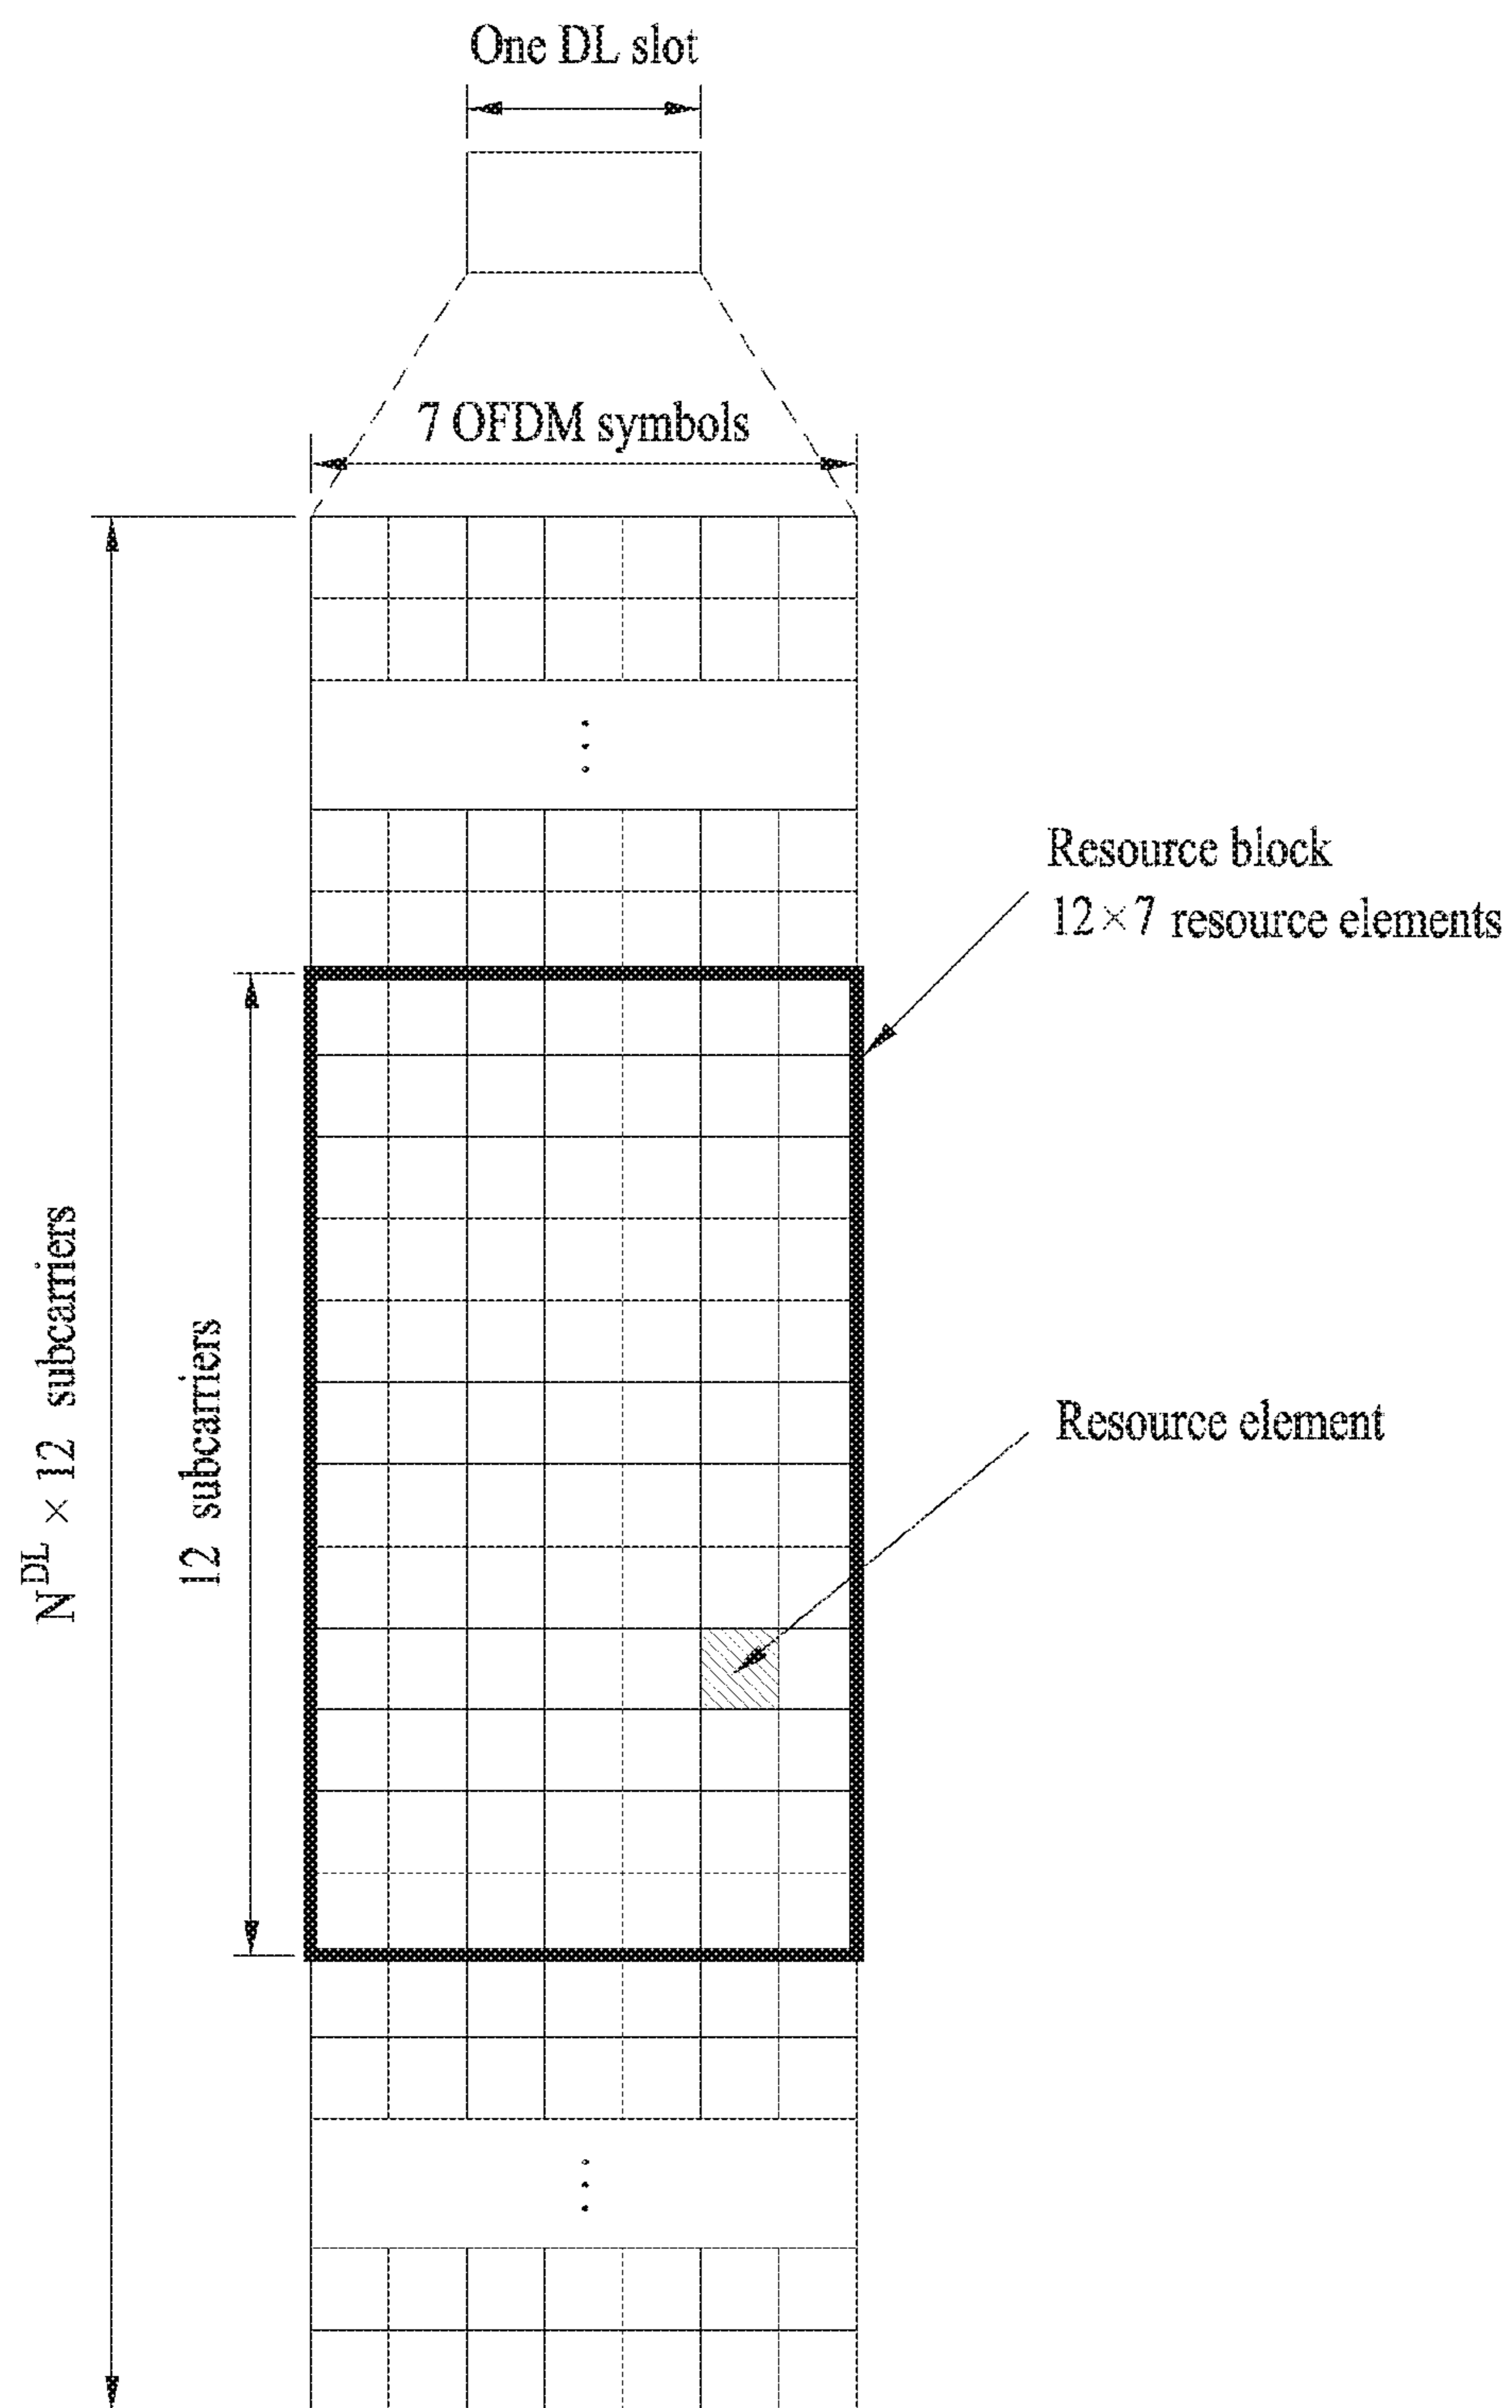 One DL slot
7 OFDM symbols
Resource block
12×7 resource elements
N^DL × 12 subcarriers
12 subcarriers
Resource element